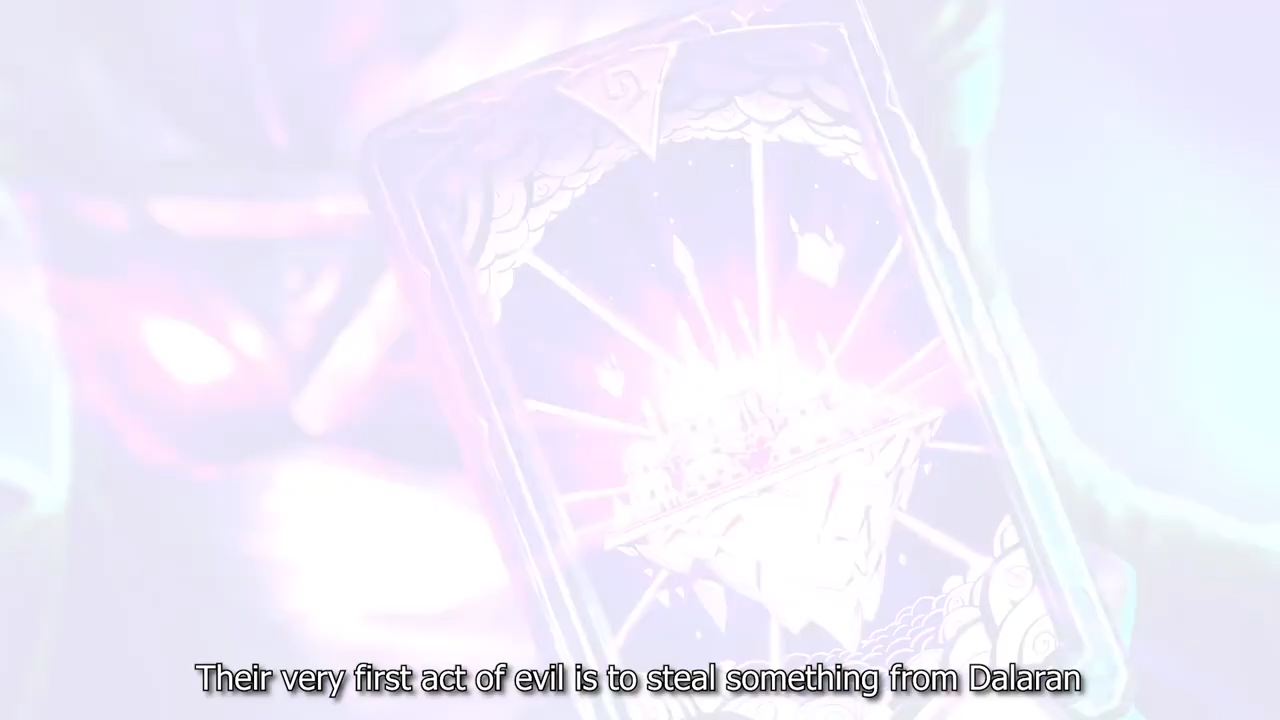 Their very first act of evil is to steal something from Dalaran